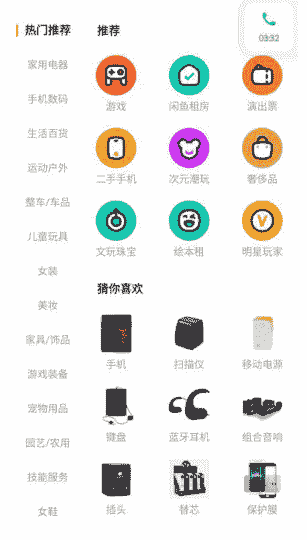 热门推荐
家用电器
手机数码
生活百货
运动户外
整车/车品
儿童玩具
女装
美妆
家具/饰品
游戏装备
宠物用品
园艺/农用
技能服务
女鞋
推荐
03:32
游戏
闲鱼租房
演出票
二手手机
次元潮玩
奢侈品
文玩珠宝
绘本租
明星玩家
猜你喜欢
手机
扫描仪
移动电源
键盘
蓝牙耳机
组合音响
插头
替芯
保护膜